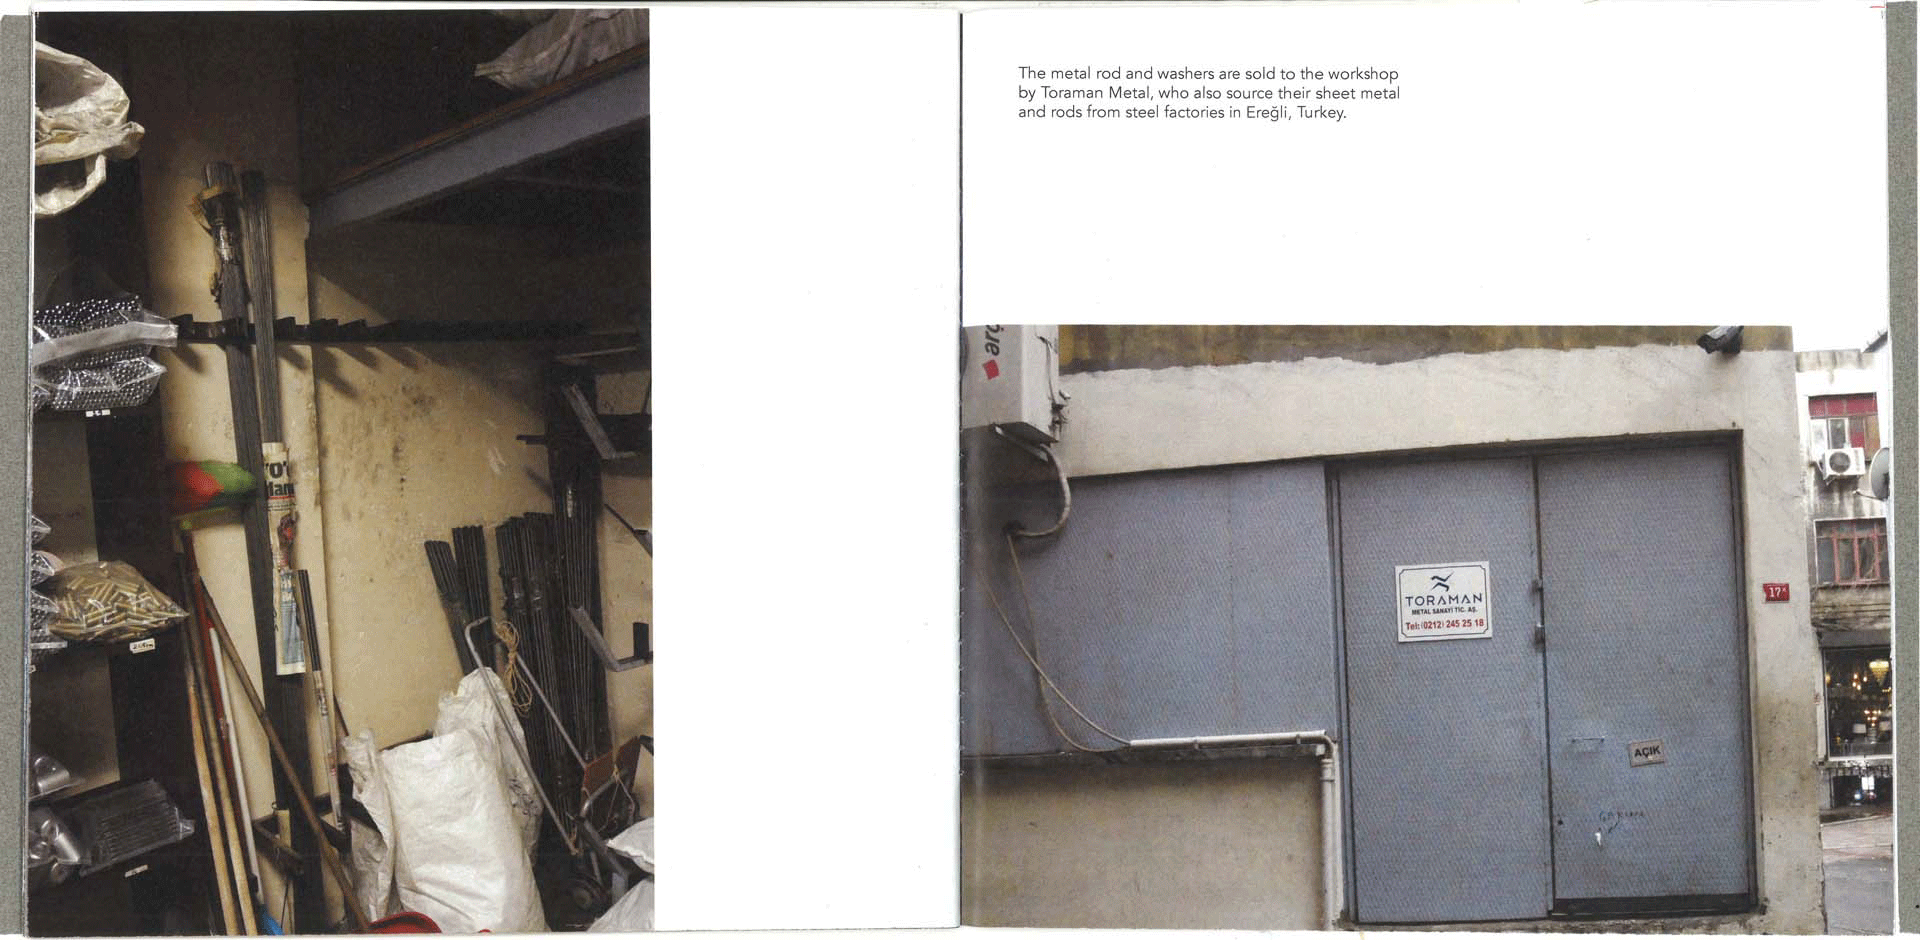 The metal rod and washers are sold to the workshop
by Toraman Metal, who also source their sheet metal
and rods from steel factories in Ereğli, Turkey.
TORAMAN
METAL SANAYİ TİC. AŞ.
Tel: (0212) 245 25 18
17
AÇIK